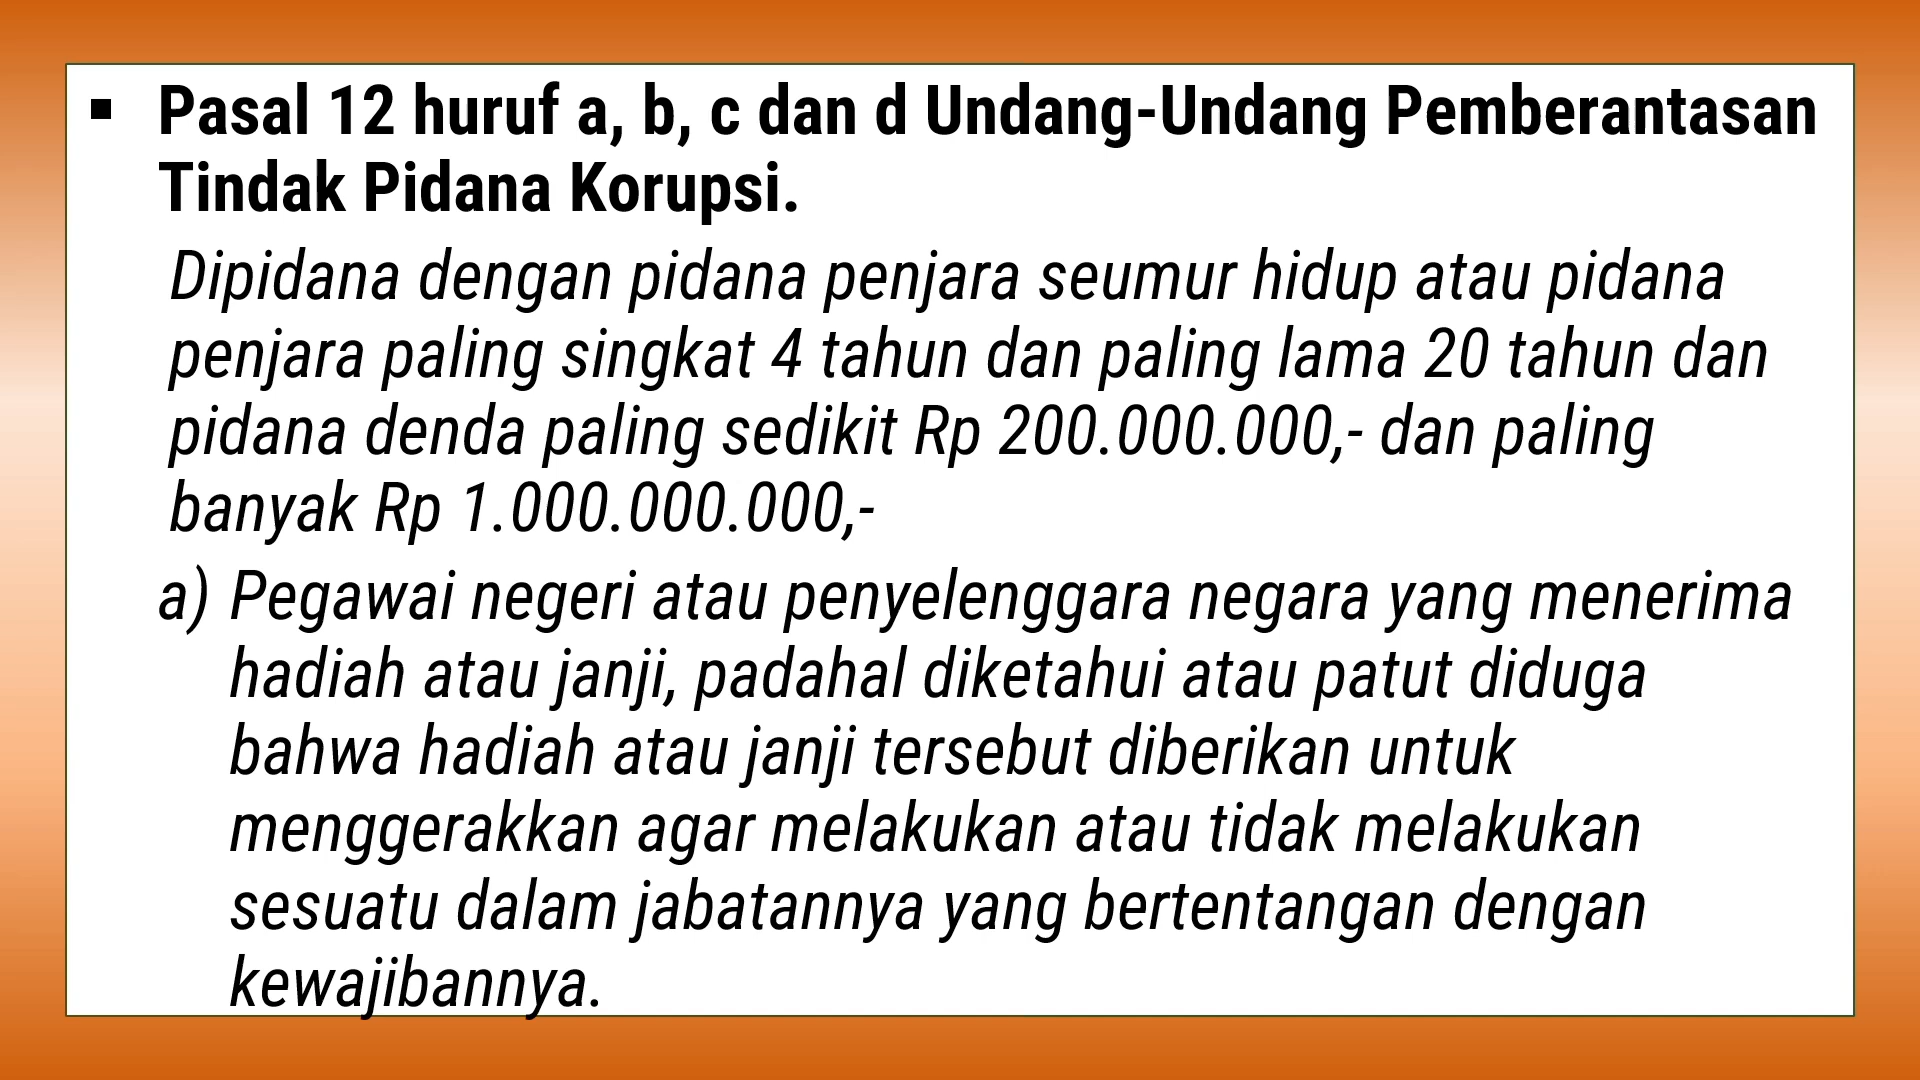 ▪ Pasal 12 huruf a, b, c dan d Undang-Undang Pemberantasan
Tindak Pidana Korupsi.
Dipidana dengan pidana penjara seumur hidup atau pidana
penjara paling singkat 4 tahun dan paling lama 20 tahun dan
pidana denda paling sedikit Rp 200.000.000,- dan paling
banyak Rp 1.000.000.000,-
a) Pegawai negeri atau penyelenggara negara yang menerima
hadiah atau janji, padahal diketahui atau patut diduga
bahwa hadiah atau janji tersebut diberikan untuk
menggerakkan agar melakukan atau tidak melakukan
sesuatu dalam jabatannya yang bertentangan dengan
kewajibannya.